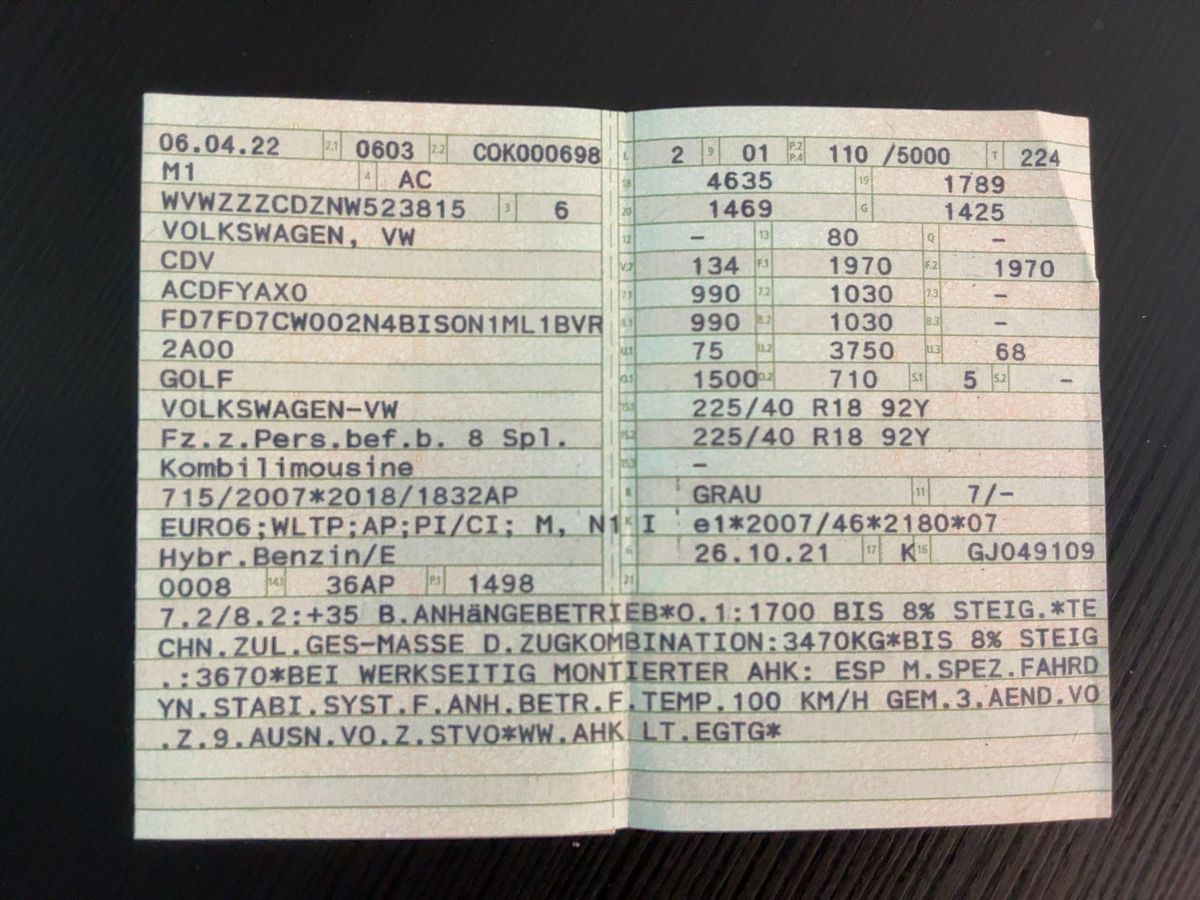 06.04.22 2.1 0603 2.2 COK000698 L 2 9 01 P.2 P.4 110 /5000 T 224
M1 4 AC 18 4635 19 1789
WVWZZZCDZNW523815 3 6 20 1469 G 1425
VOLKSWAGEN, VW 12 – 13 80 Q –
CDV V.7 134 F.1 1970 F.2 1970
ACDFYAX0 7.1 990 7.2 1030 7.3 –
FD7FD7CW002N4BISON1ML1BVR 8.1 990 8.2 1030 8.3 –
2A00 U.1 75 U.2 3750 U.3 68
GOLF O.1 1500 O.2 710 S.1 5 S.2 –
VOLKSWAGEN-VW 15.1 225/40 R18 92Y
Fz.z.Pers.bef.b. 8 Spl. 15.2 225/40 R18 92Y
Kombilimousine 15.3 –
715/2007*2018/1832AP R GRAU 11 7/–
EURO6;WLTP;AP;PI/CI; M, N1 I K e1*2007/46*2180*07
Hybr.Benzin/E 6 26.10.21 17 K 16 GJ049109
0008 14.1 36AP P.1 1498 21
7.2/8.2:+35 B.ANHäNGEBETRIEB*O.1:1700 BIS 8% STEIG.*TE
CHN.ZUL.GES-MASSE D.ZUGKOMBINATION:3470KG*BIS 8% STEIG
.:3670*BEI WERKSEITIG MONTIERTER AHK: ESP M.SPEZ.FAHRD
YN.STABI.SYST.F.ANH.BETR.F.TEMP.100 KM/H GEM.3.AEND.VO
.Z.9.AUSN.VO.Z.STVO*WW.AHK LT.EGTG*